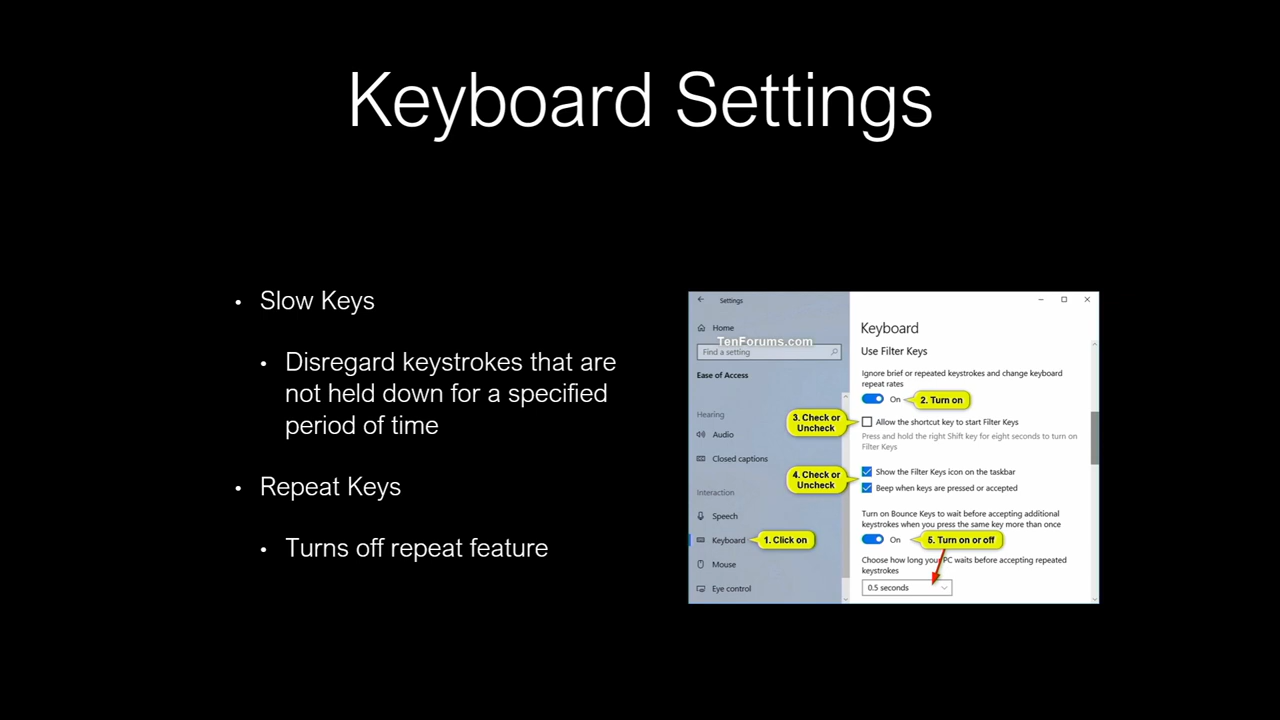 Keyboard Settings
• Slow Keys
• Disregard keystrokes that are
not held down for a specified
period of time
• Repeat Keys
• Turns off repeat feature
Settings
Home
TenForums.com
Find a setting
Ease of Access
Hearing
Audio
Closed captions
Interaction
Speech
Keyboard
1. Click on
Mouse
Eye control
Keyboard
Use Filter Keys
Ignore brief or repeated keystrokes and change keyboard
repeat rates
On
2. Turn on
3. Check or
Uncheck
Allow the shortcut key to start Filter Keys
Press and hold the right Shift key for eight seconds to turn on
Filter Keys
4. Check or
Uncheck
Show the Filter Keys icon on the taskbar
Beep when keys are pressed or accepted
Turn on Bounce Keys to wait before accepting additional
keystrokes when you press the same key more than once
On
5. Turn on or off
Choose how long your PC waits before accepting repeated
keystrokes
0.5 seconds